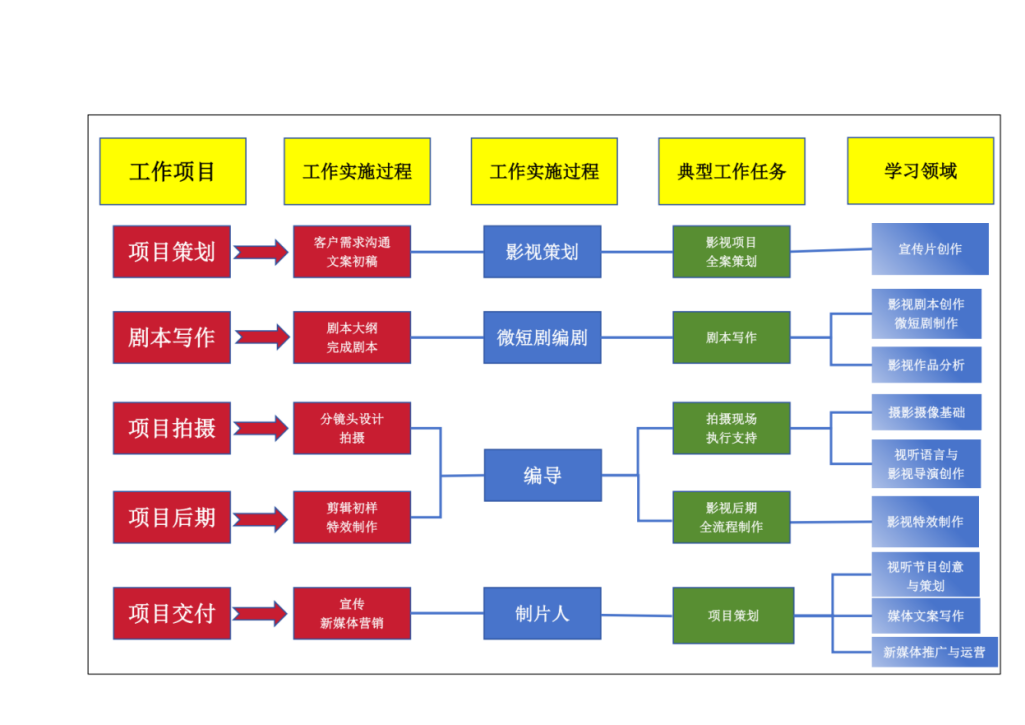 工作项目
工作实施过程
工作实施过程
典型工作任务
学习领域
项目策划
客户需求沟通
文案初稿
影视策划
影视项目
全案策划
宣传片创作
剧本写作
剧本大纲
完成剧本
微短剧编剧
剧本写作
影视剧本创作
微短剧制作
影视作品分析
项目拍摄
分镜头设计
拍摄
编导
拍摄现场
执行支持
摄影摄像基础
视听语言与
影视导演创作
项目后期
剪辑初样
特效制作
影视后期
全流程制作
影视特效制作
项目交付
宣传
新媒体营销
制片人
项目策划
视听节目创意
与策划
媒体文案写作
新媒体推广与运营